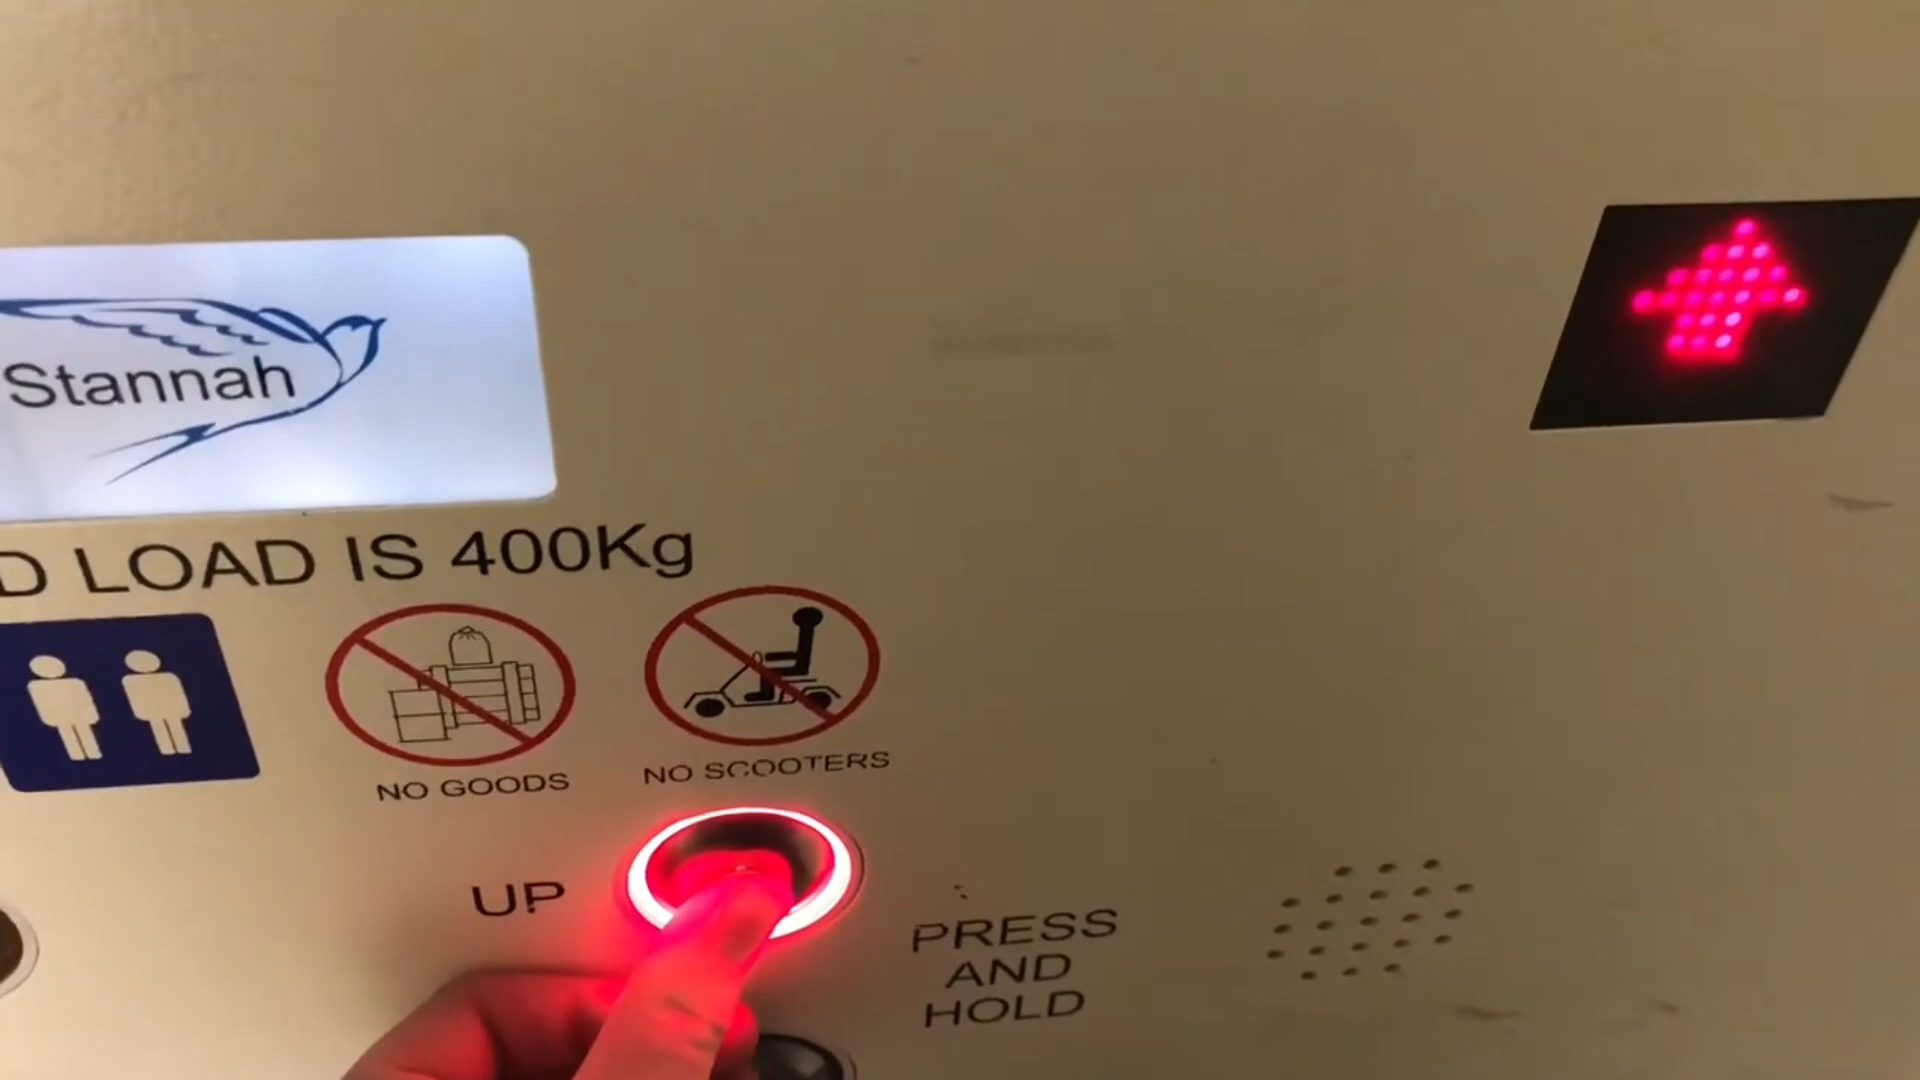 Stannah
D LOAD IS 400Kg
NO GOODS
NO SCOOTERS
UP
PRESS
AND
HOLD